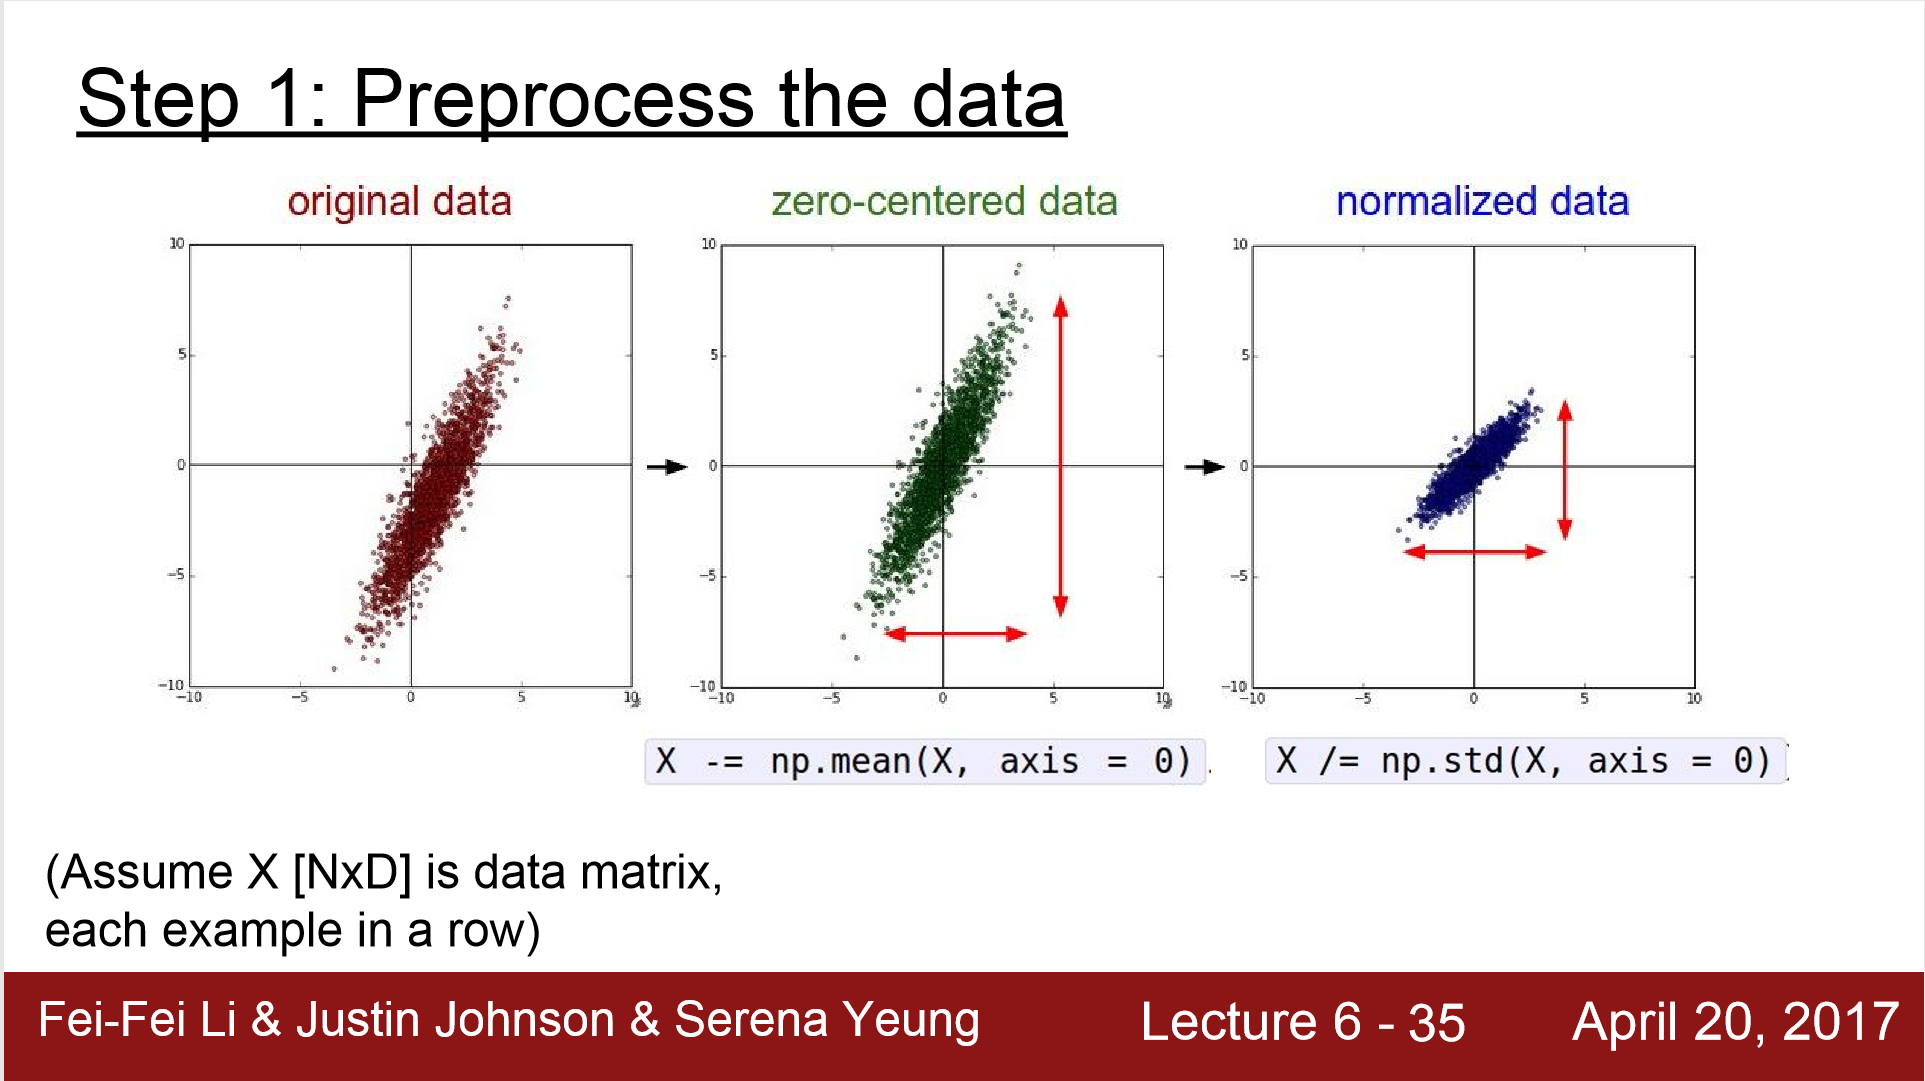 Step 1: Preprocess the data
original data
zero-centered data
normalized data
10
5
0
−5
−10
−10
−5
0
5
10
10
5
0
−5
−10
−10
−5
0
5
10
10
5
0
−5
−10
−10
−5
0
5
10
X -= np.mean(X, axis = 0)
X /= np.std(X, axis = 0)
(Assume X [NxD] is data matrix,
each example in a row)
Fei-Fei Li & Justin Johnson & Serena Yeung
Lecture 6 - 35
April 20, 2017